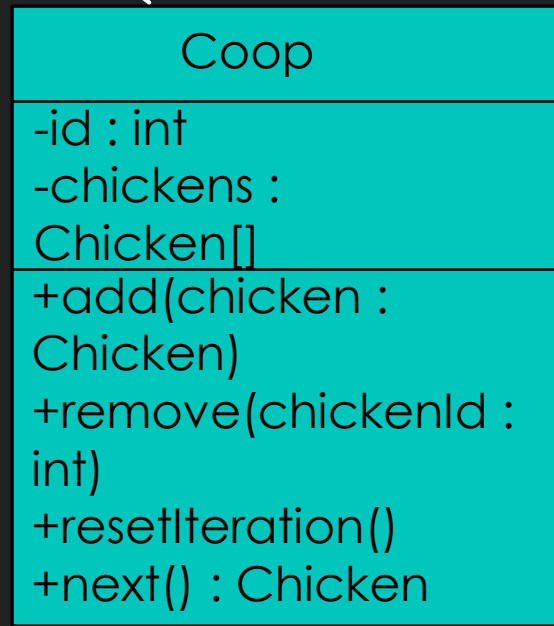 Coop
-id : int
-chickens :
Chicken[]
+add(chicken :
Chicken)
+remove(chickenId :
int)
+resetIteration()
+next() : Chicken